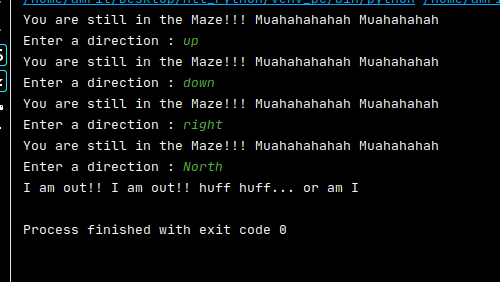 You are still in the Maze!!! Muahahahahah Muahahahah
Enter a direction : up
You are still in the Maze!!! Muahahahahah Muahahahah
Enter a direction : down
You are still in the Maze!!! Muahahahahah Muahahahah
Enter a direction : right
You are still in the Maze!!! Muahahahahah Muahahahah
Enter a direction : North
I am out!! I am out!! huff huff... or am I
Process finished with exit code 0